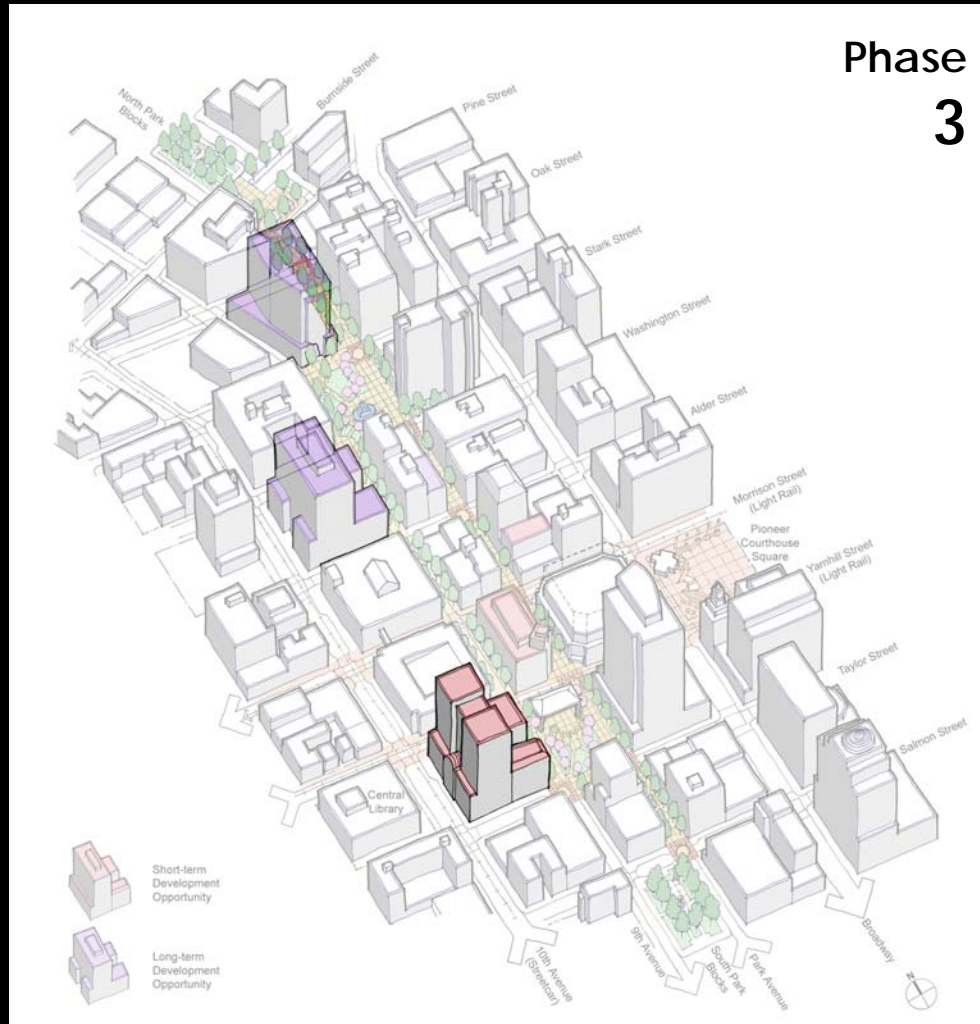 Phase
3
North Park
Blocks
Burnside Street
Pine Street
Oak Street
Stark Street
Washington Street
Alder Street
Morrison Street
(Light Rail)
Pioneer
Courthouse
Square
Yamhill Street
(Light Rail)
Taylor Street
Salmon Street
Central
Library
Short-term
Development
Opportunity
Long-term
Development
Opportunity
10th Avenue
(Streetcar)
9th Avenue
South Park
Blocks
Park Avenue
Broadway
N